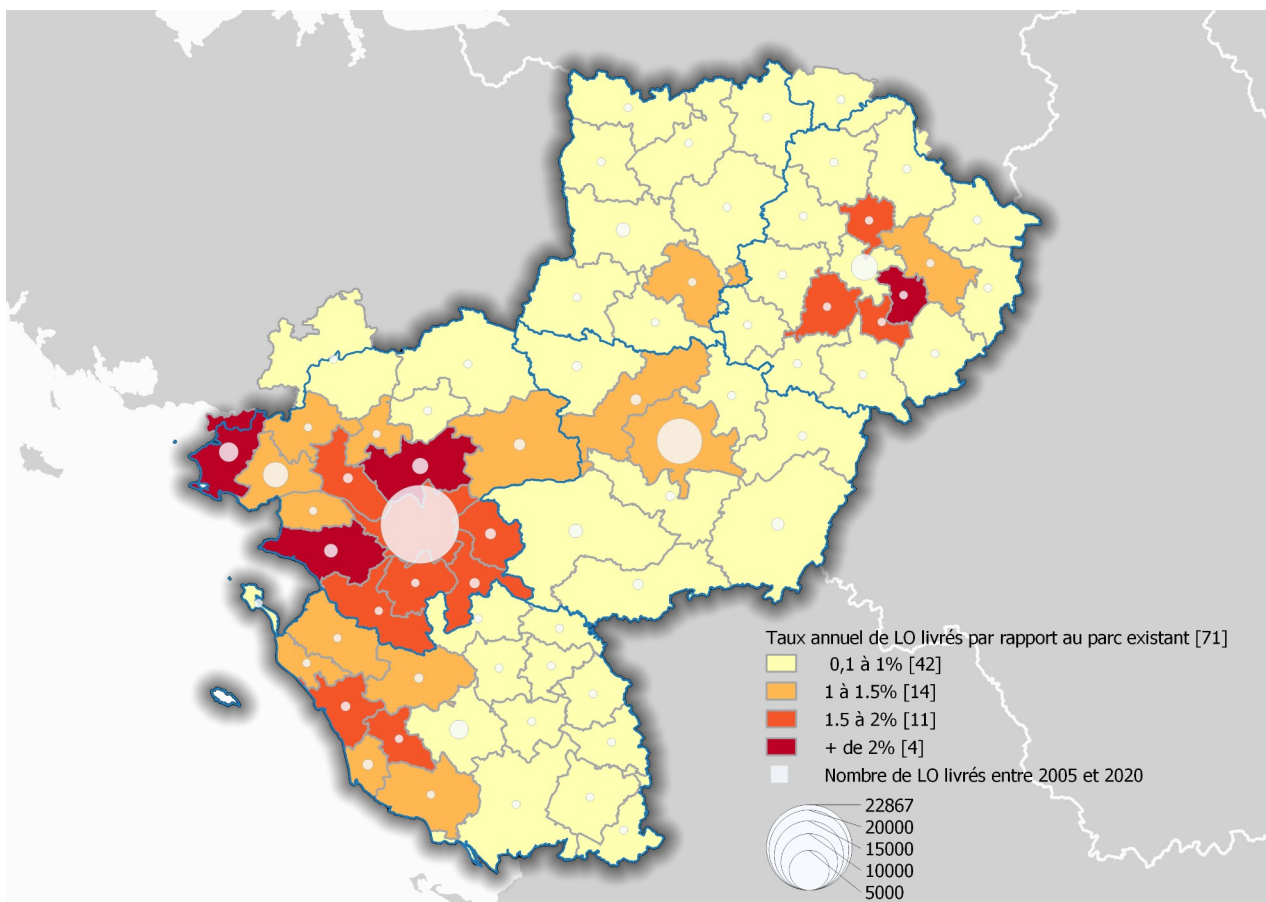 Taux annuel de LO livrés par rapport au parc existant [71]
0,1 à 1% [42]
1 à 1.5% [14]
1.5 à 2% [11]
+ de 2% [4]
Nombre de LO livrés entre 2005 et 2020
22867
20000
15000
10000
5000